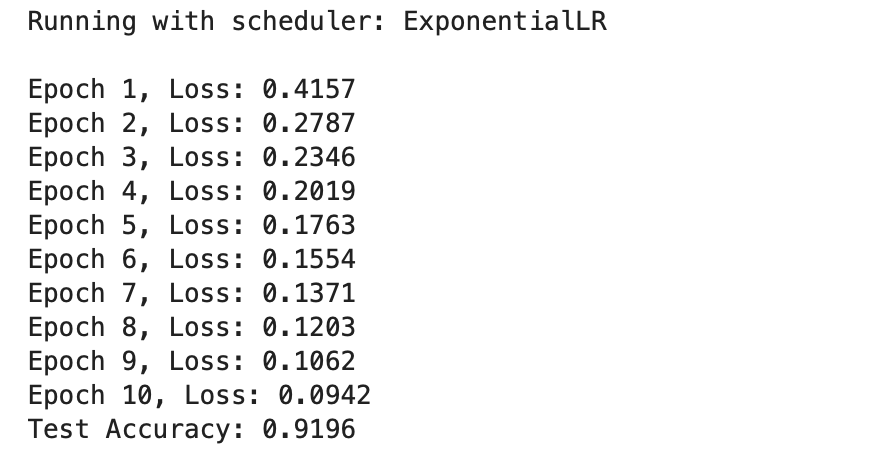 Running with scheduler: ExponentialLR
Epoch 1, Loss: 0.4157
Epoch 2, Loss: 0.2787
Epoch 3, Loss: 0.2346
Epoch 4, Loss: 0.2019
Epoch 5, Loss: 0.1763
Epoch 6, Loss: 0.1554
Epoch 7, Loss: 0.1371
Epoch 8, Loss: 0.1203
Epoch 9, Loss: 0.1062
Epoch 10, Loss: 0.0942
Test Accuracy: 0.9196